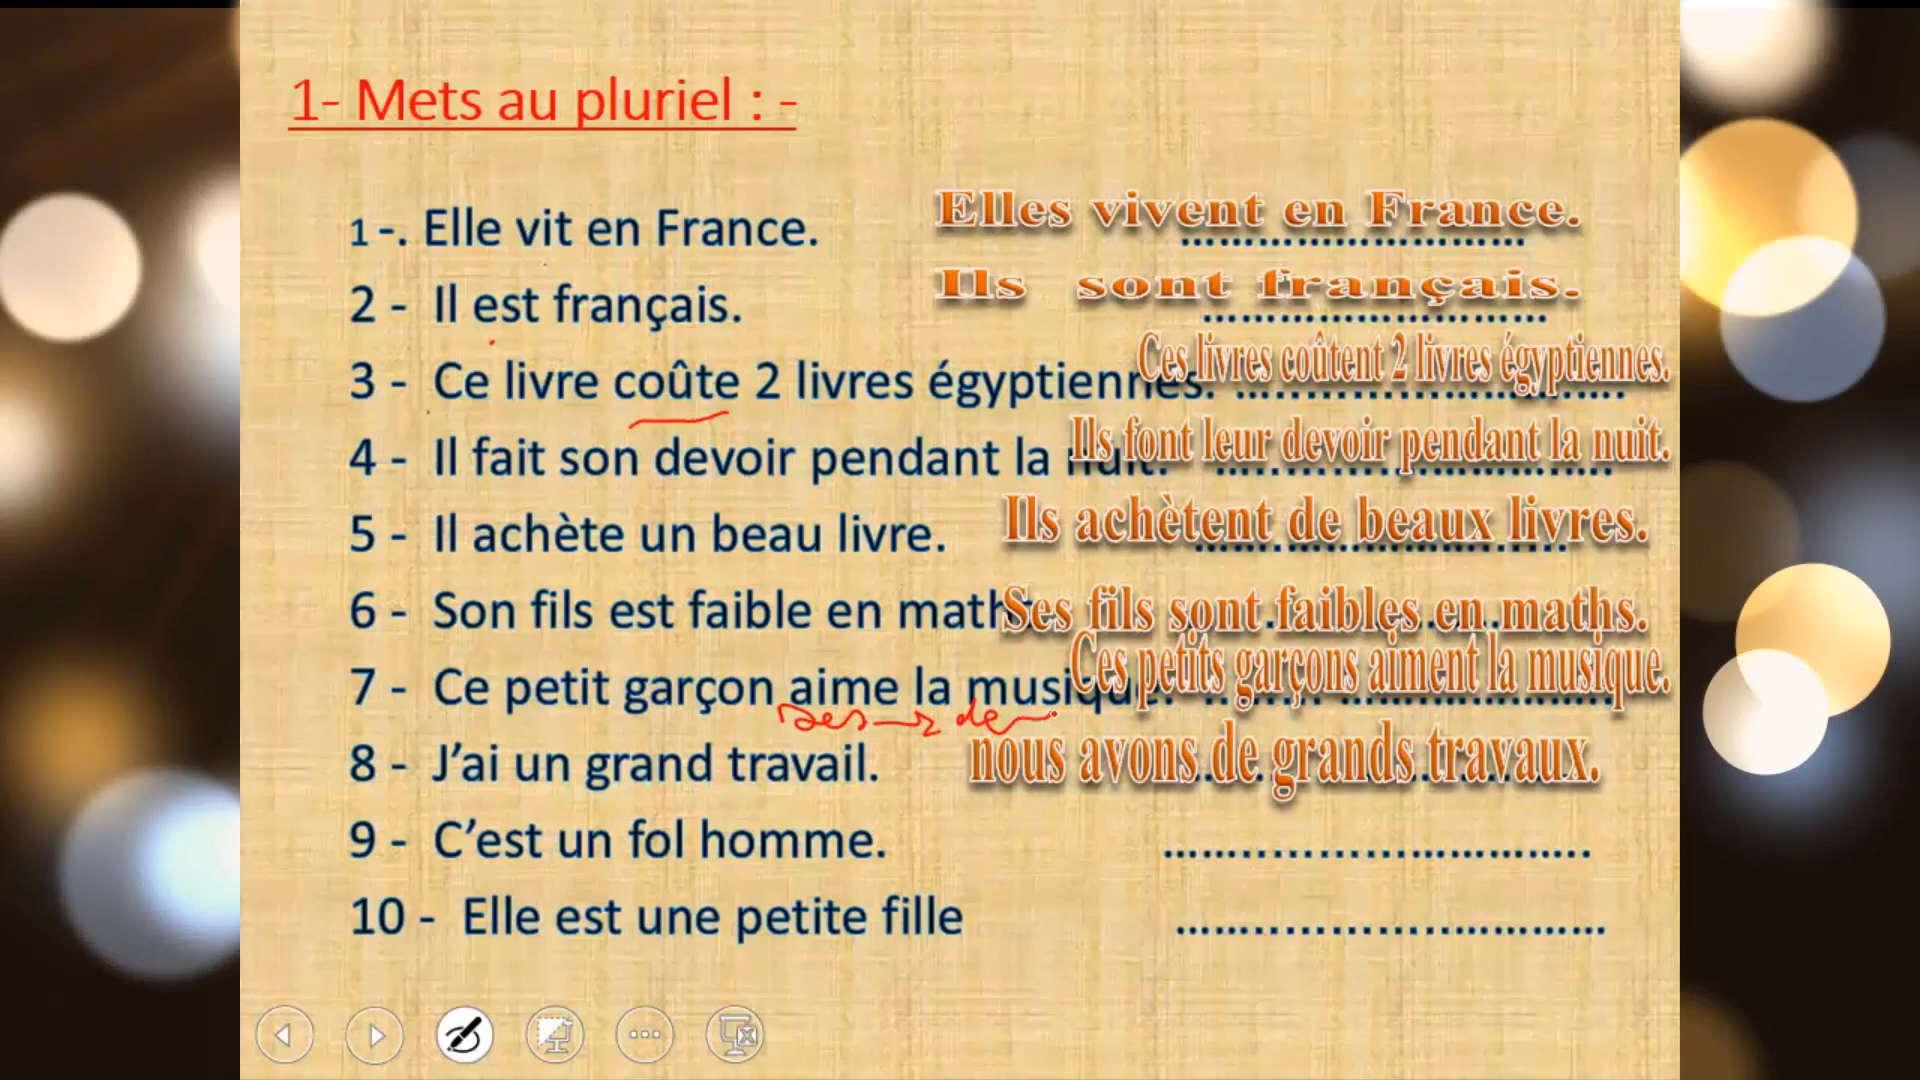 1- Mets au pluriel : -
1 -. Elle vit en France. Elles vivent en France.
2 - Il est français. Ils sont français.
3 - Ce livre coûte 2 livres égyptiennes. Ces livres coûtent 2 livres égyptiennes.
4 - Il fait son devoir pendant la nuit. Ils font leur devoir pendant la nuit.
5 - Il achète un beau livre. Ils achètent de beaux livres.
6 - Son fils est faible en maths. Ses fils sont faibles en maths.
7 - Ce petit garçon aime la musique. Ces petits garçons aiment la musique.
des de
8 - J’ai un grand travail. nous avons de grands travaux.
9 - C’est un fol homme. ....................
10 - Elle est une petite fille ....................